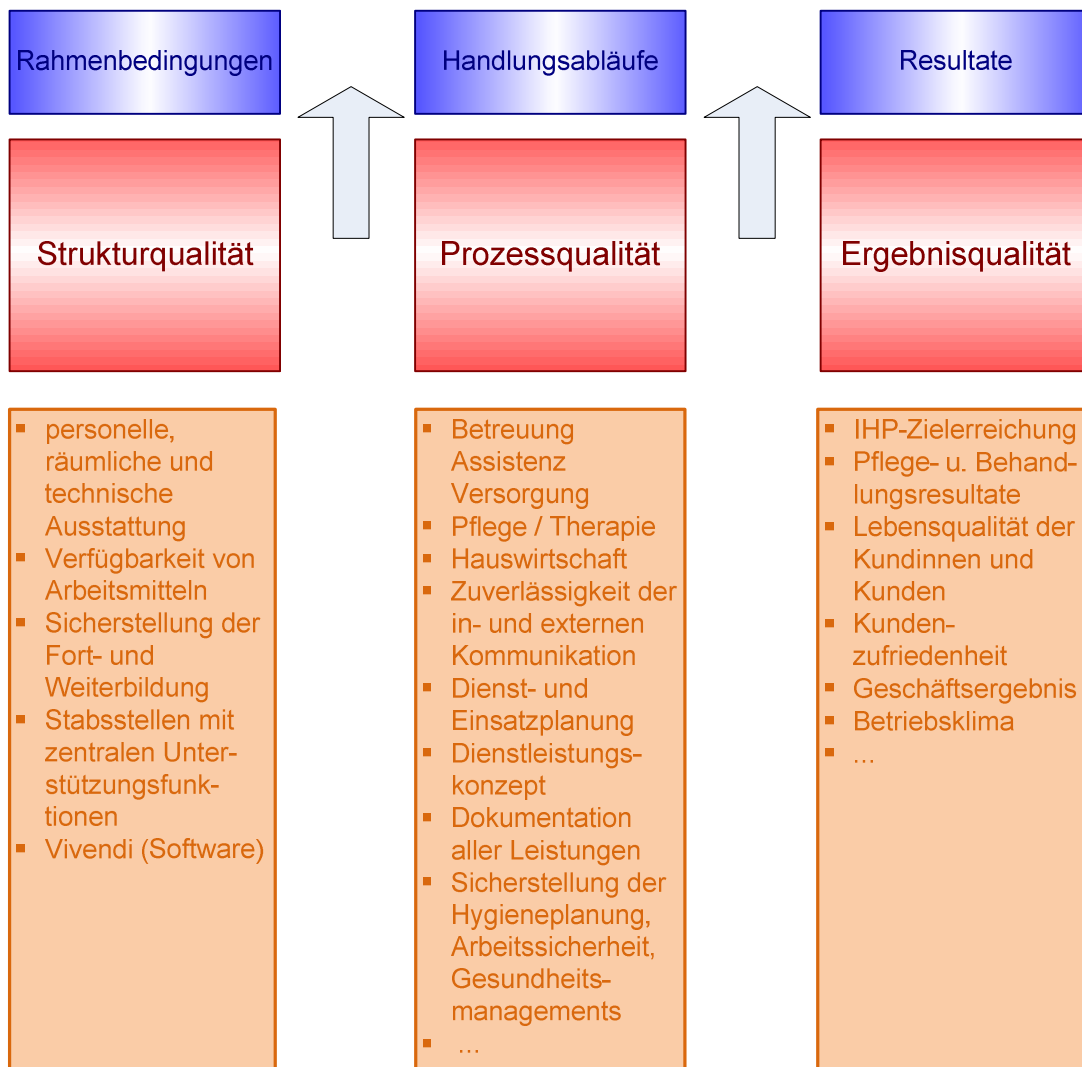 Rahmenbedingungen
Handlungsabläufe
Resultate
Strukturqualität
Prozessqualität
Ergebnisqualität
▪ personelle,
räumliche und
technische
Ausstattung
▪ Verfügbarkeit von
Arbeitsmitteln
▪ Sicherstellung der
Fort- und
Weiterbildung
▪ Stabsstellen mit
zentralen Unter-
stützungsfunk-
tionen
▪ Vivendi (Software)
▪ Betreuung
Assistenz
Versorgung
▪ Pflege / Therapie
▪ Hauswirtschaft
▪ Zuverlässigkeit der
in- und externen
Kommunikation
▪ Dienst- und
Einsatzplanung
▪ Dienstleistungs-
konzept
▪ Dokumentation
aller Leistungen
▪ Sicherstellung der
Hygieneplanung,
Arbeitssicherheit,
Gesundheits-
managements
▪ ...
▪ IHP-Zielerreichung
▪ Pflege- u. Behand-
lungsresultate
▪ Lebensqualität der
Kundinnen und
Kunden
▪ Kunden-
zufriedenheit
▪ Geschäftsergebnis
▪ Betriebsklima
▪ ...